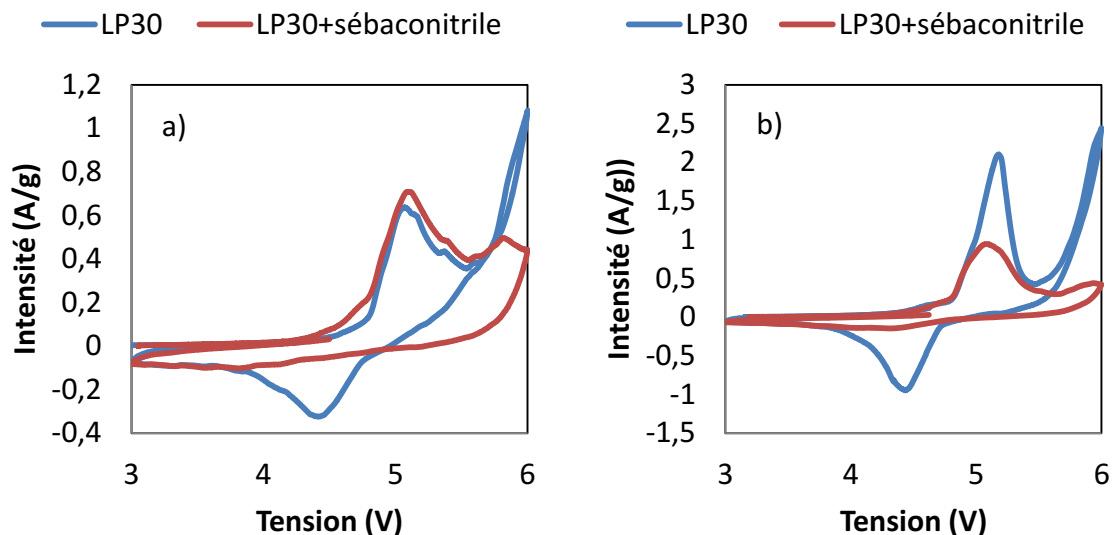 LP30 LP30+sébaconitrile
a)
Intensité (A/g)
1,2
1
0,8
0,6
0,4
0,2
0
-0,2
-0,4
3 4 5 6
Tension (V)
LP30 LP30+sébaconitrile
b)
Intensité (A/g))
3
2,5
2
1,5
1
0,5
0
-0,5
-1
-1,5
3 4 5 6
Tension (V)